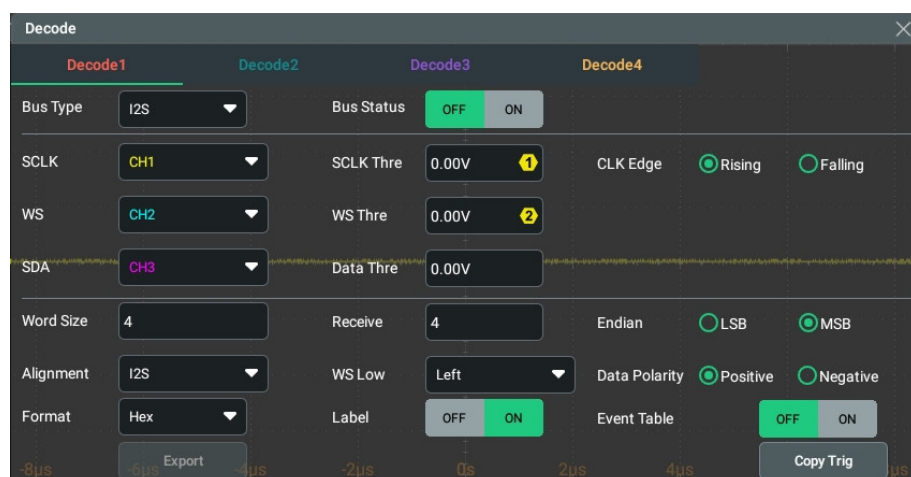 Decode
Decode1 Decode2 Decode3 Decode4
Bus Type I2S Bus Status OFF ON
SCLK CH1 SCLK Thre 0.00V 1 CLK Edge Rising Falling
WS CH2 WS Thre 0.00V 2
SDA CH3 Data Thre 0.00V
Word Size 4 Receive 4 Endian LSB MSB
Alignment I2S WS Low Left Data Polarity Positive Negative
Format Hex Label OFF ON Event Table OFF ON
Export Copy Trig
-8µs -6µs -4µs -2µs 0s 2µs 4µs µs